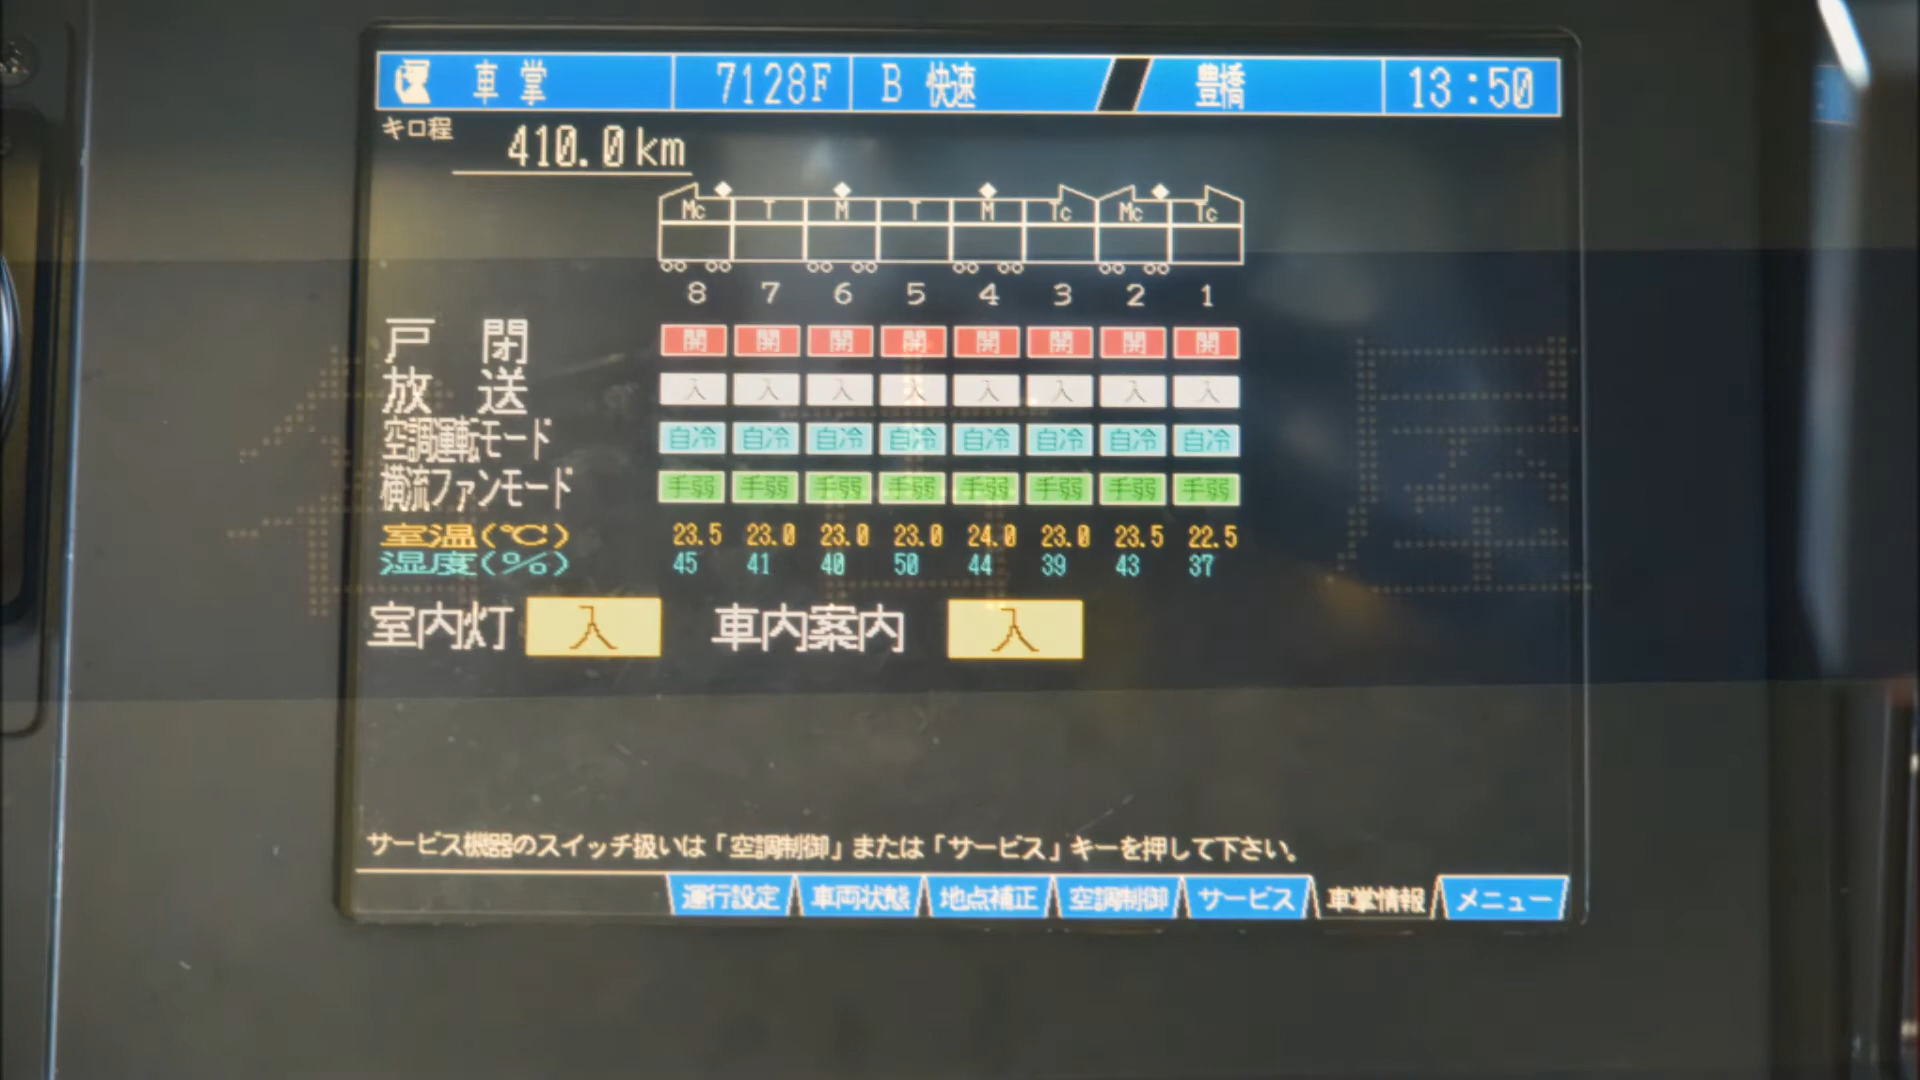 車掌 7128F B 快速 豊橋 13:50
キロ程 410.0km
Mc T M T M Tc Mc Tc
8 7 6 5 4 3 2 1
戸閉 開 開 開 開 開 開 開 開
放送 入 入 入 入 入 入 入 入
空調運転モード 自冷 自冷 自冷 自冷 自冷 自冷 自冷 自冷
横流ファンモード 手弱 手弱 手弱 手弱 手弱 手弱 手弱 手弱
室温(℃) 23.5 23.0 23.0 23.0 24.0 23.0 23.5 22.5
湿度(%) 45 41 40 50 44 39 43 37
室内灯 入 車内案内 入
サービス機器のスイッチ扱いは「空調制御」または「サービス」キーを押して下さい。
運行設定 車両状態 地点補正 空調制御 サービス 車掌情報 メニュー